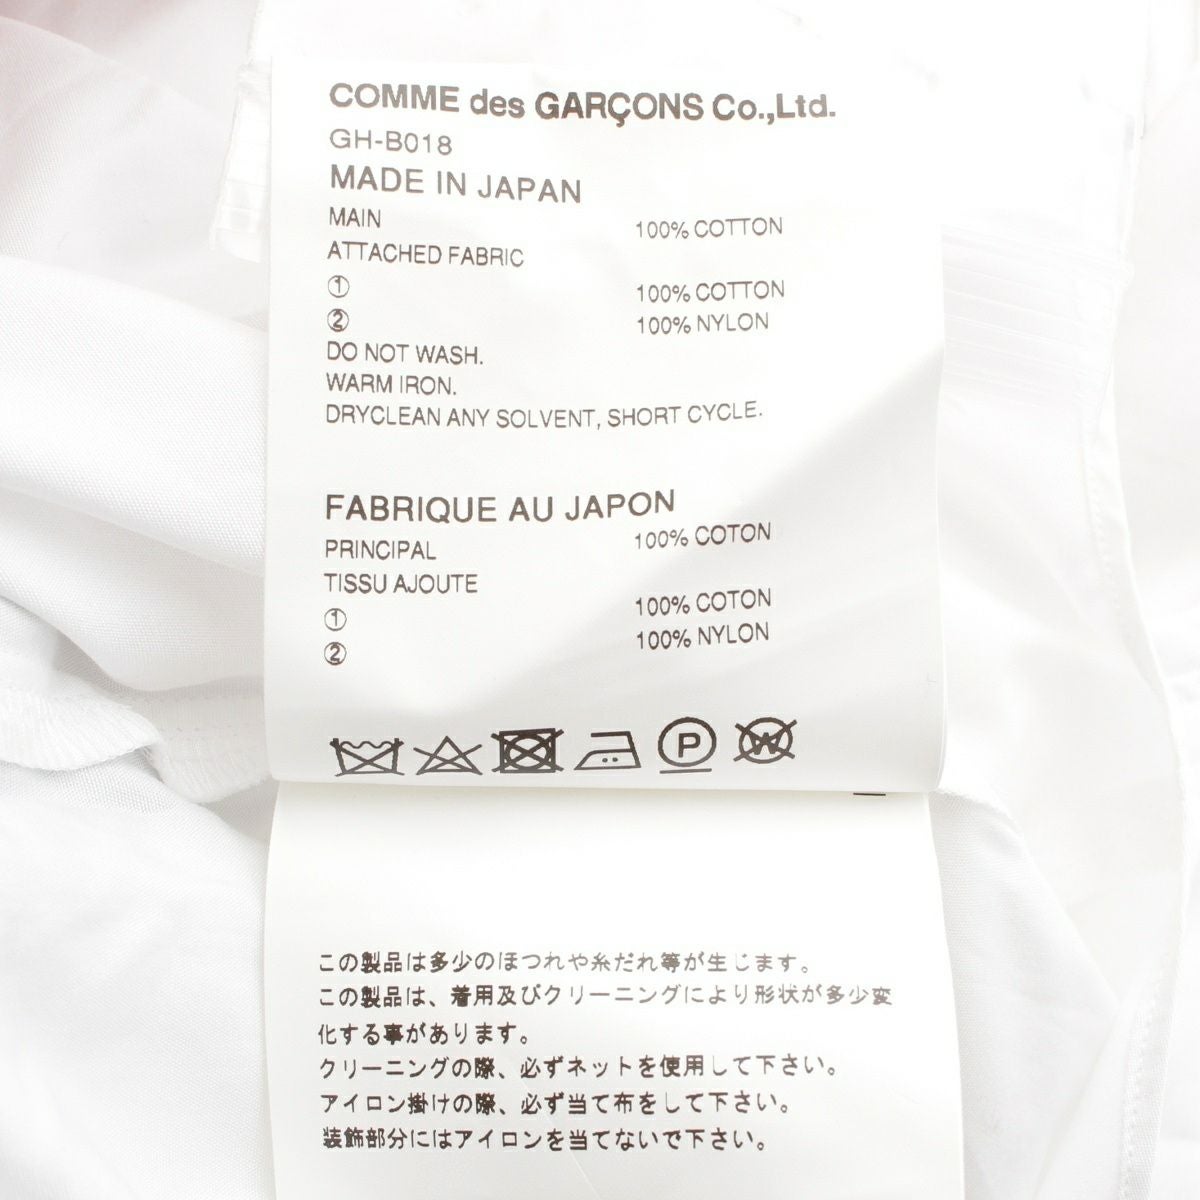 COMME des GARÇONS Co.,Ltd.
GH-B018
MADE IN JAPAN
MAIN 100% COTTON
ATTACHED FABRIC
① 100% COTTON
② 100% NYLON
DO NOT WASH.
WARM IRON.
DRYCLEAN ANY SOLVENT, SHORT CYCLE.
FABRIQUE AU JAPON
PRINCIPAL 100% COTON
TISSU AJOUTE
① 100% COTON
② 100% NYLON
P W
この製品は多少のほつれや糸だれ等が生じます。
この製品は、着用及びクリーニングにより形状が多少変
化する事があります。
クリーニングの際、必ずネットを使用して下さい。
アイロン掛けの際、必ず当て布をして下さい。
装飾部分にはアイロンを当てないで下さい。